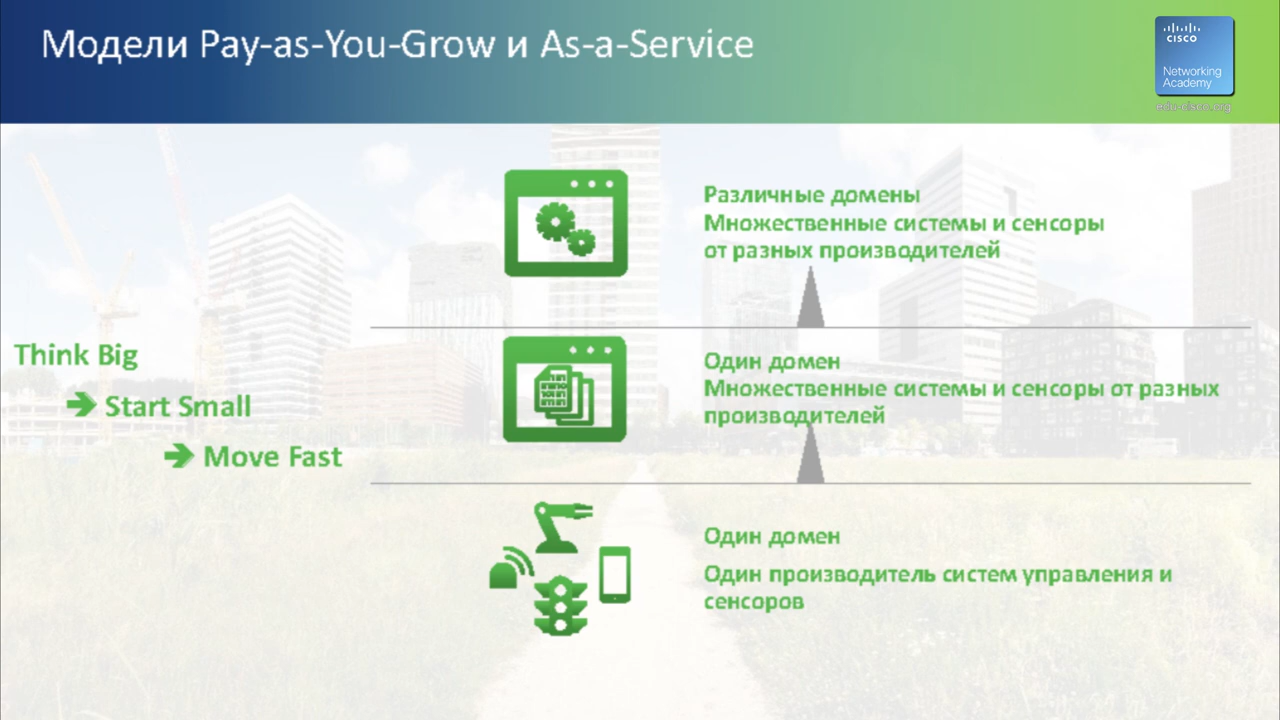 Модели Pay-as-You-Grow и As-a-Service
cisco
Networking
Academy
edu-cisco.org
Различные домены
Множественные системы и сенсоры
от разных производителей
Think Big
Start Small
Move Fast
Один домен
Множественные системы и сенсоры от разных
производителей
Один домен
Один производитель систем управления и
сенсоров